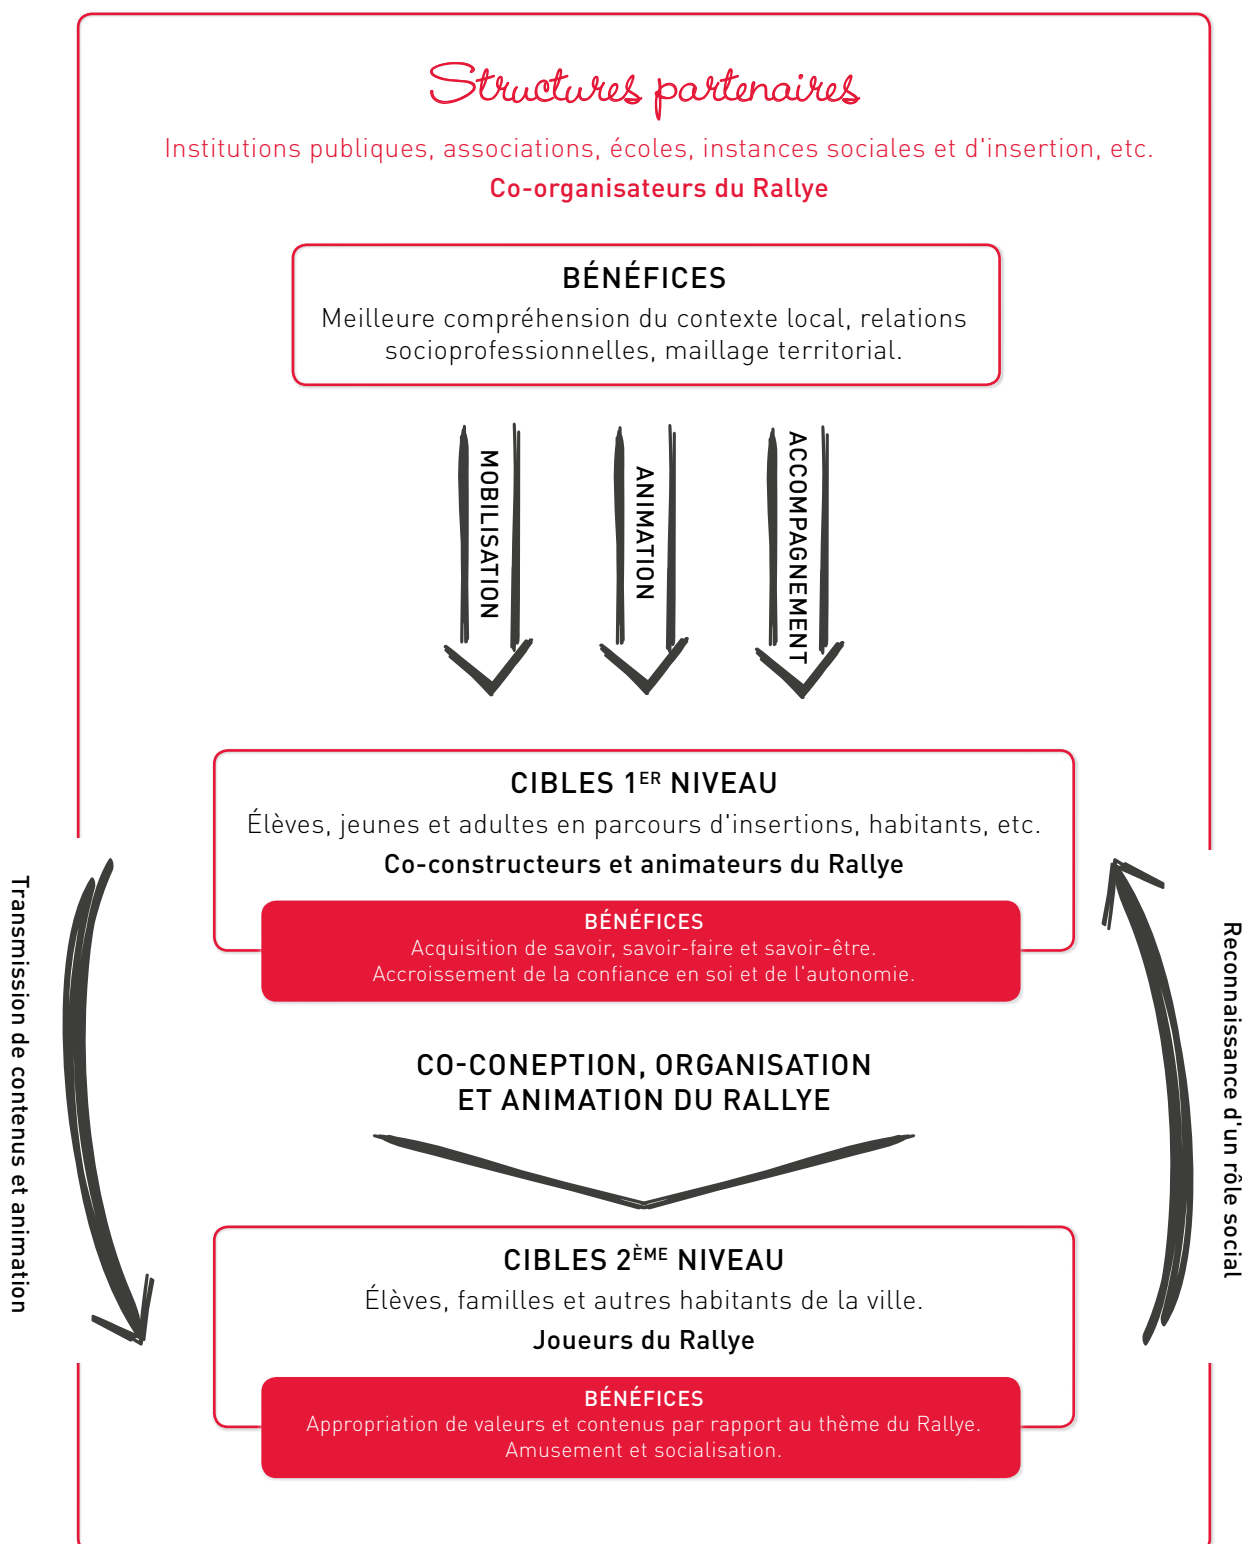 Structures partenaires
Institutions publiques, associations, écoles, instances sociales et d'insertion, etc.
Co-organisateurs du Rallye
BÉNÉFICES
Meilleure compréhension du contexte local, relations
socioprofessionnelles, maillage territorial.
MOBILISATION
ANIMATION
ACCOMPAGNEMENT
CIBLES 1ER NIVEAU
Élèves, jeunes et adultes en parcours d'insertions, habitants, etc.
Co-constructeurs et animateurs du Rallye
BÉNÉFICES
Acquisition de savoir, savoir-faire et savoir-être.
Accroissement de la confiance en soi et de l'autonomie.
Transmission de contenus et animation
Reconnaissance d'un rôle social
CO-CONEPTION, ORGANISATION
ET ANIMATION DU RALLYE
CIBLES 2ÈME NIVEAU
Élèves, familles et autres habitants de la ville.
Joueurs du Rallye
BÉNÉFICES
Appropriation de valeurs et contenus par rapport au thème du Rallye.
Amusement et socialisation.